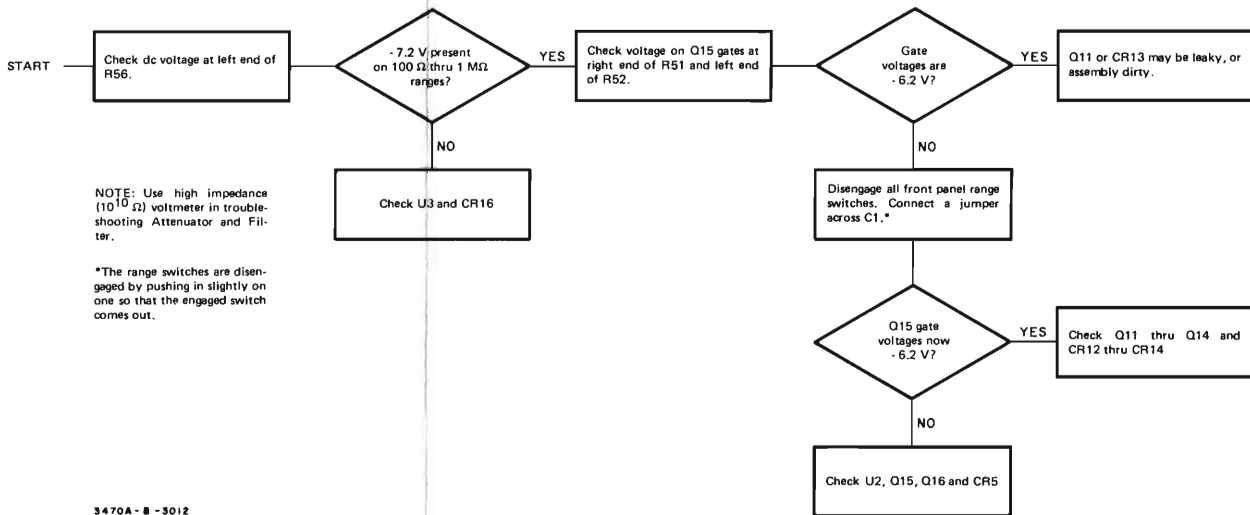 START
Check dc voltage at left end of
R56.
- 7.2 V present
on 100 Ω thru 1 MΩ
ranges?
YES
Check voltage on Q15 gates at
right end of R51 and left end
of R52.
Gate
voltages are
- 6.2 V?
YES
Q11 or CR13 may be leaky, or
assembly dirty.
NO
Check U3 and CR16
NO
Disengage all front panel range
switches. Connect a jumper
across C1.*
NOTE: Use high impedance
(10^10 Ω) voltmeter in trouble-
shooting Attenuator and Fil-
ter.
*The range switches are disen-
gaged by pushing in slightly on
one so that the engaged switch
comes out.
Q15 gate
voltages now
- 6.2 V?
YES
Check Q11 thru Q14 and
CR12 thru CR14
NO
Check U2, Q15, Q16 and CR5
3470A-B-3012